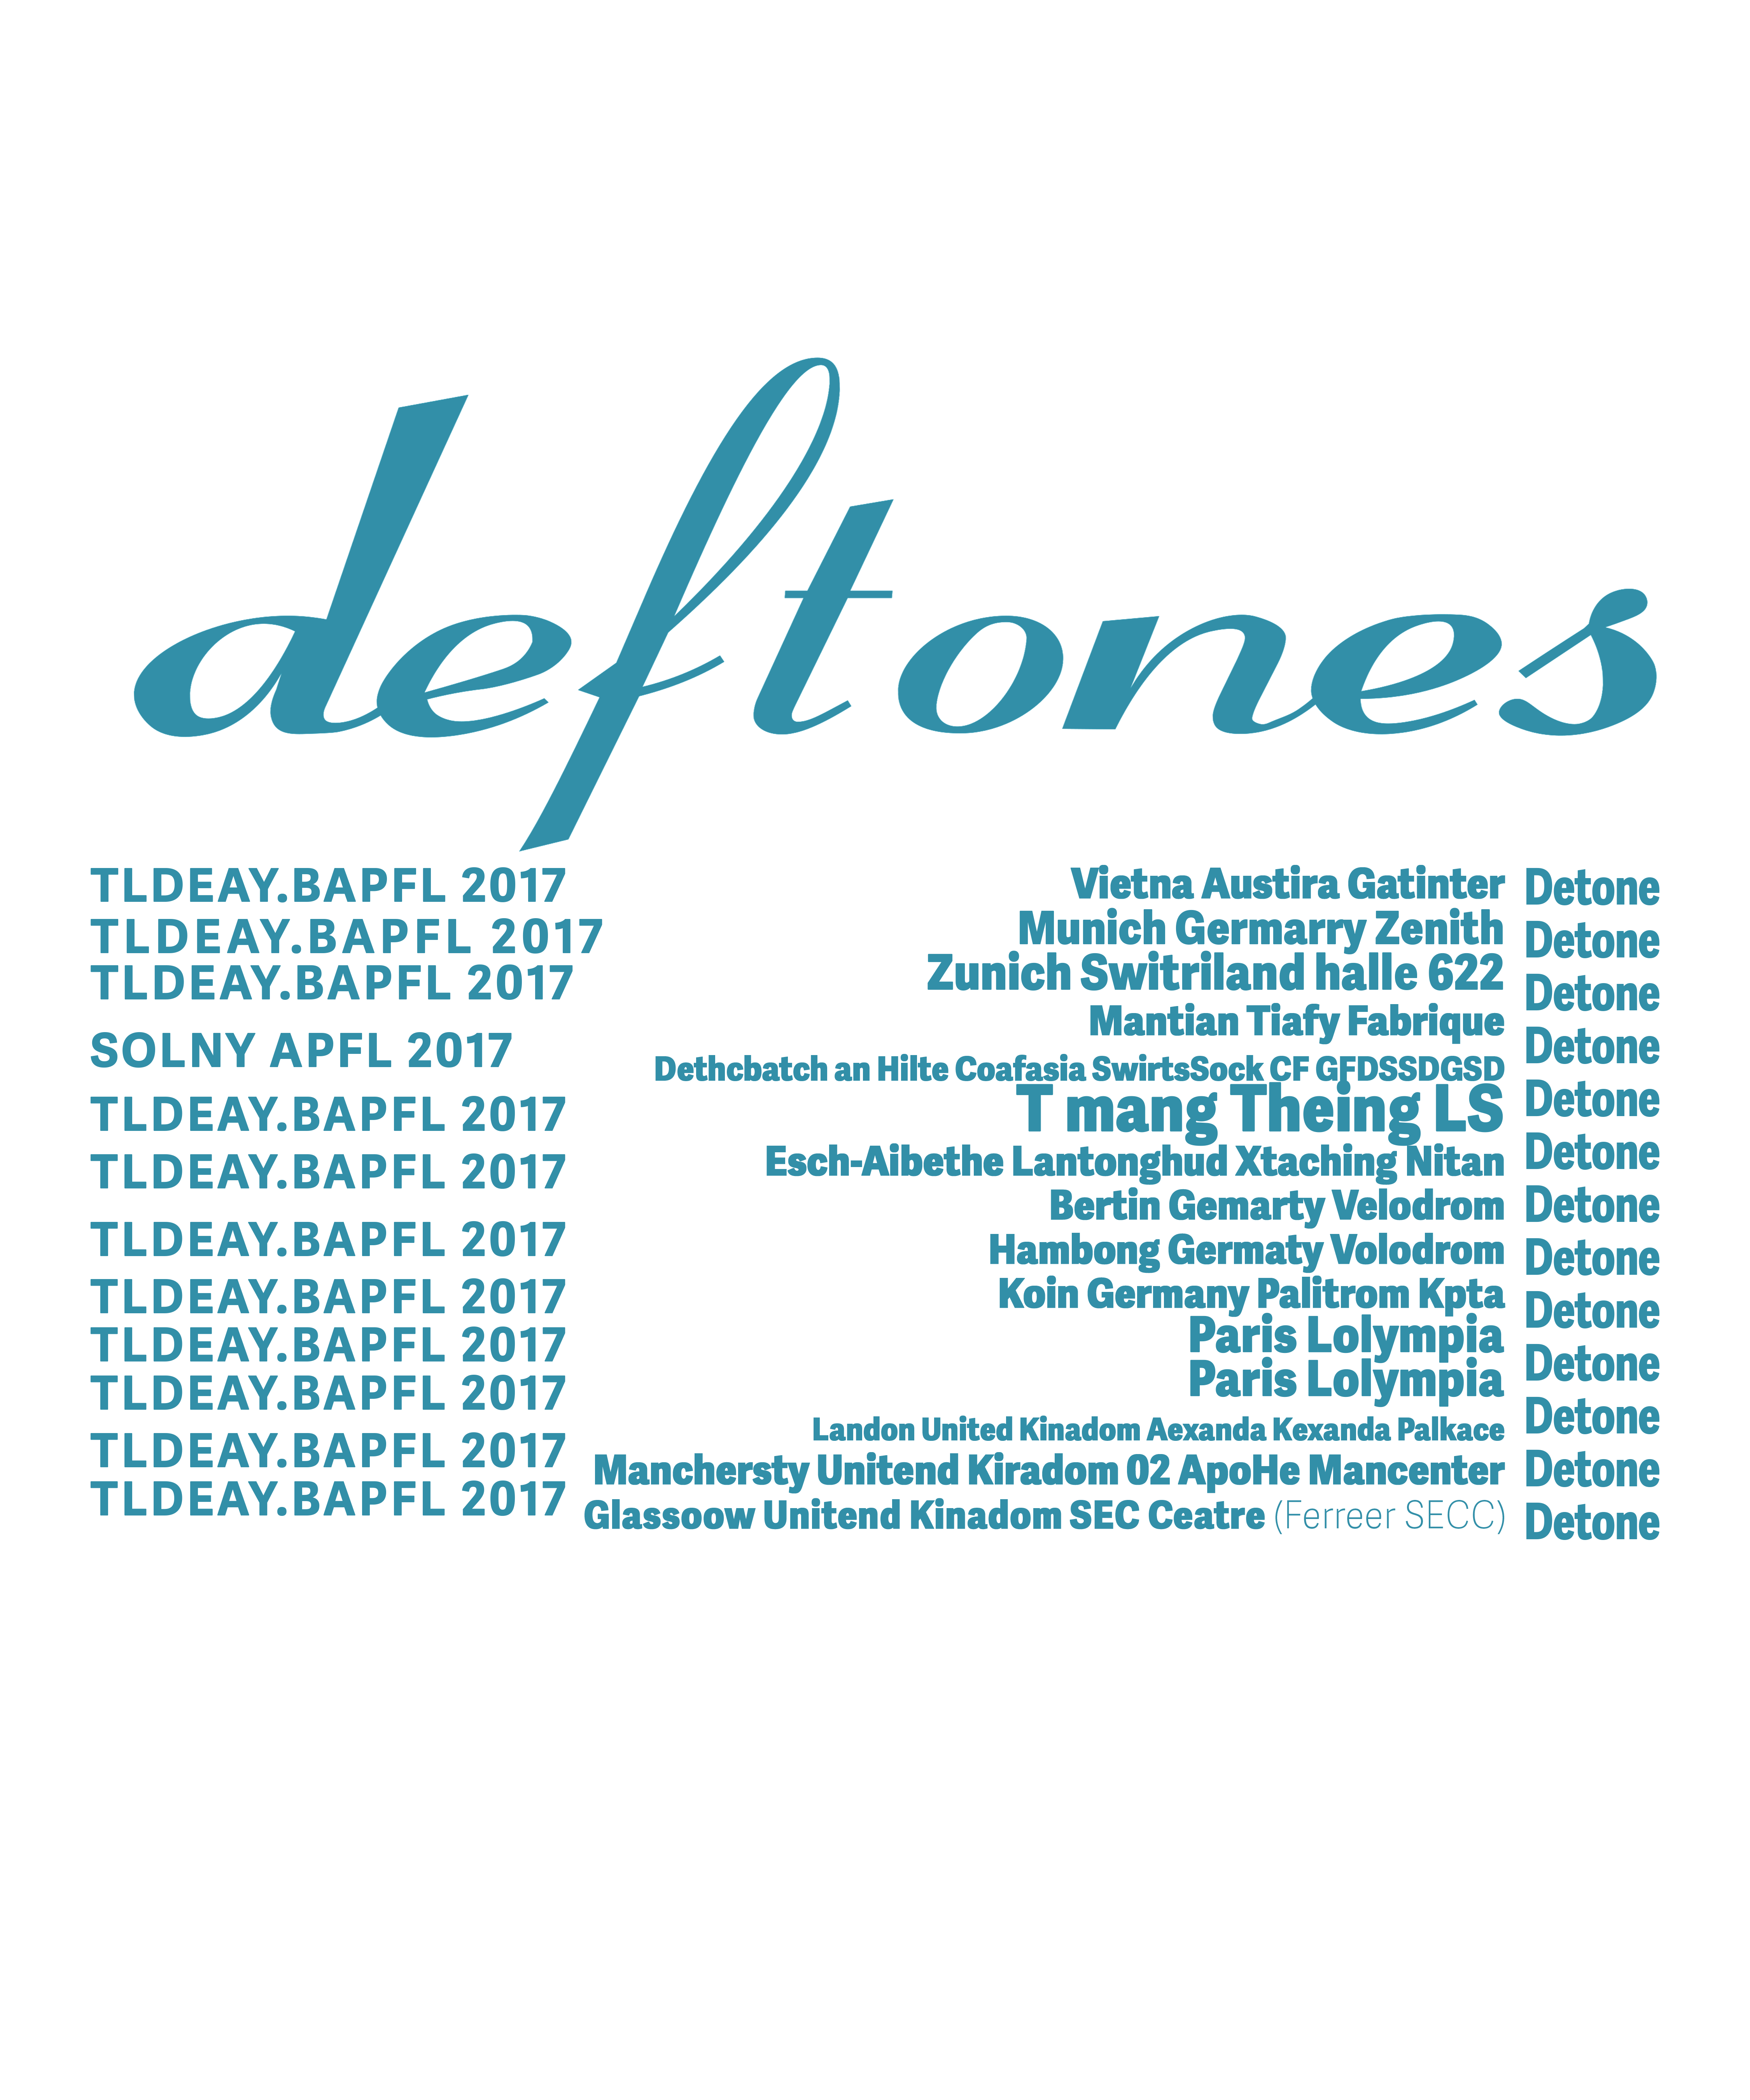 deftones
TLDEAY.BAPFL 2017
TLDEAY.BAPFL 2017
TLDEAY.BAPFL 2017
SOLNY APFL 2017
TLDEAY.BAPFL 2017
TLDEAY.BAPFL 2017
TLDEAY.BAPFL 2017
TLDEAY.BAPFL 2017
TLDEAY.BAPFL 2017
TLDEAY.BAPFL 2017
TLDEAY.BAPFL 2017
TLDEAY.BAPFL 2017
Vietna Austira Gatinter
Munich Germarry Zenith
Zunich Switriland halle 622
Mantian Tiafy Fabrique
Dethcbatch an Hilte Coafasia SwirtsSock CF GFDSSDGSD
T mang Theing LS
Esch-Aibethe Lantonghud Xtaching Nitan
Bertin Gemarty Velodrom
Hambong Germaty Volodrom
Koin Germany Palitrom Kpta
Paris Lolympia
Paris Lolympia
Landon United Kinadom Aexanda Kexanda Palkace
Manchersty Unitend Kiradom 02 ApoHe Mancenter
Glassoow Unitend Kinadom SEC Ceatre (Ferreer SECC)
Detone
Detone
Detone
Detone
Detone
Detone
Detone
Detone
Detone
Detone
Detone
Detone
Detone